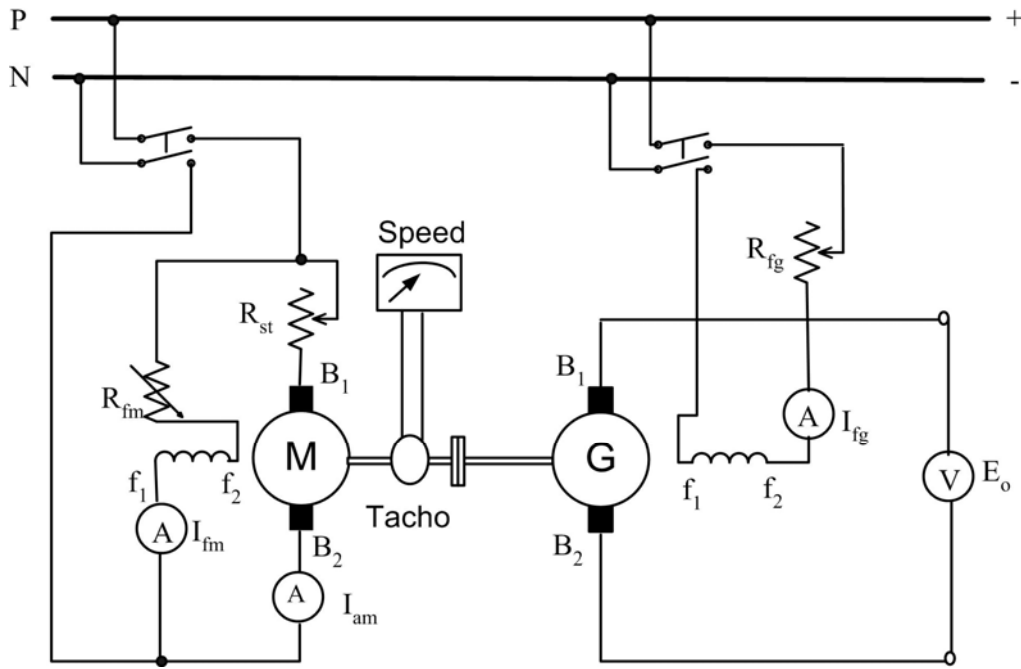 P +
N -
Speed
R_fg
R_st
B_1
B_1
R_fm
A I_fg
M
G
f_1 f_2
f_1 f_2
V E_o
Tacho
A I_fm
B_2
B_2
A I_am